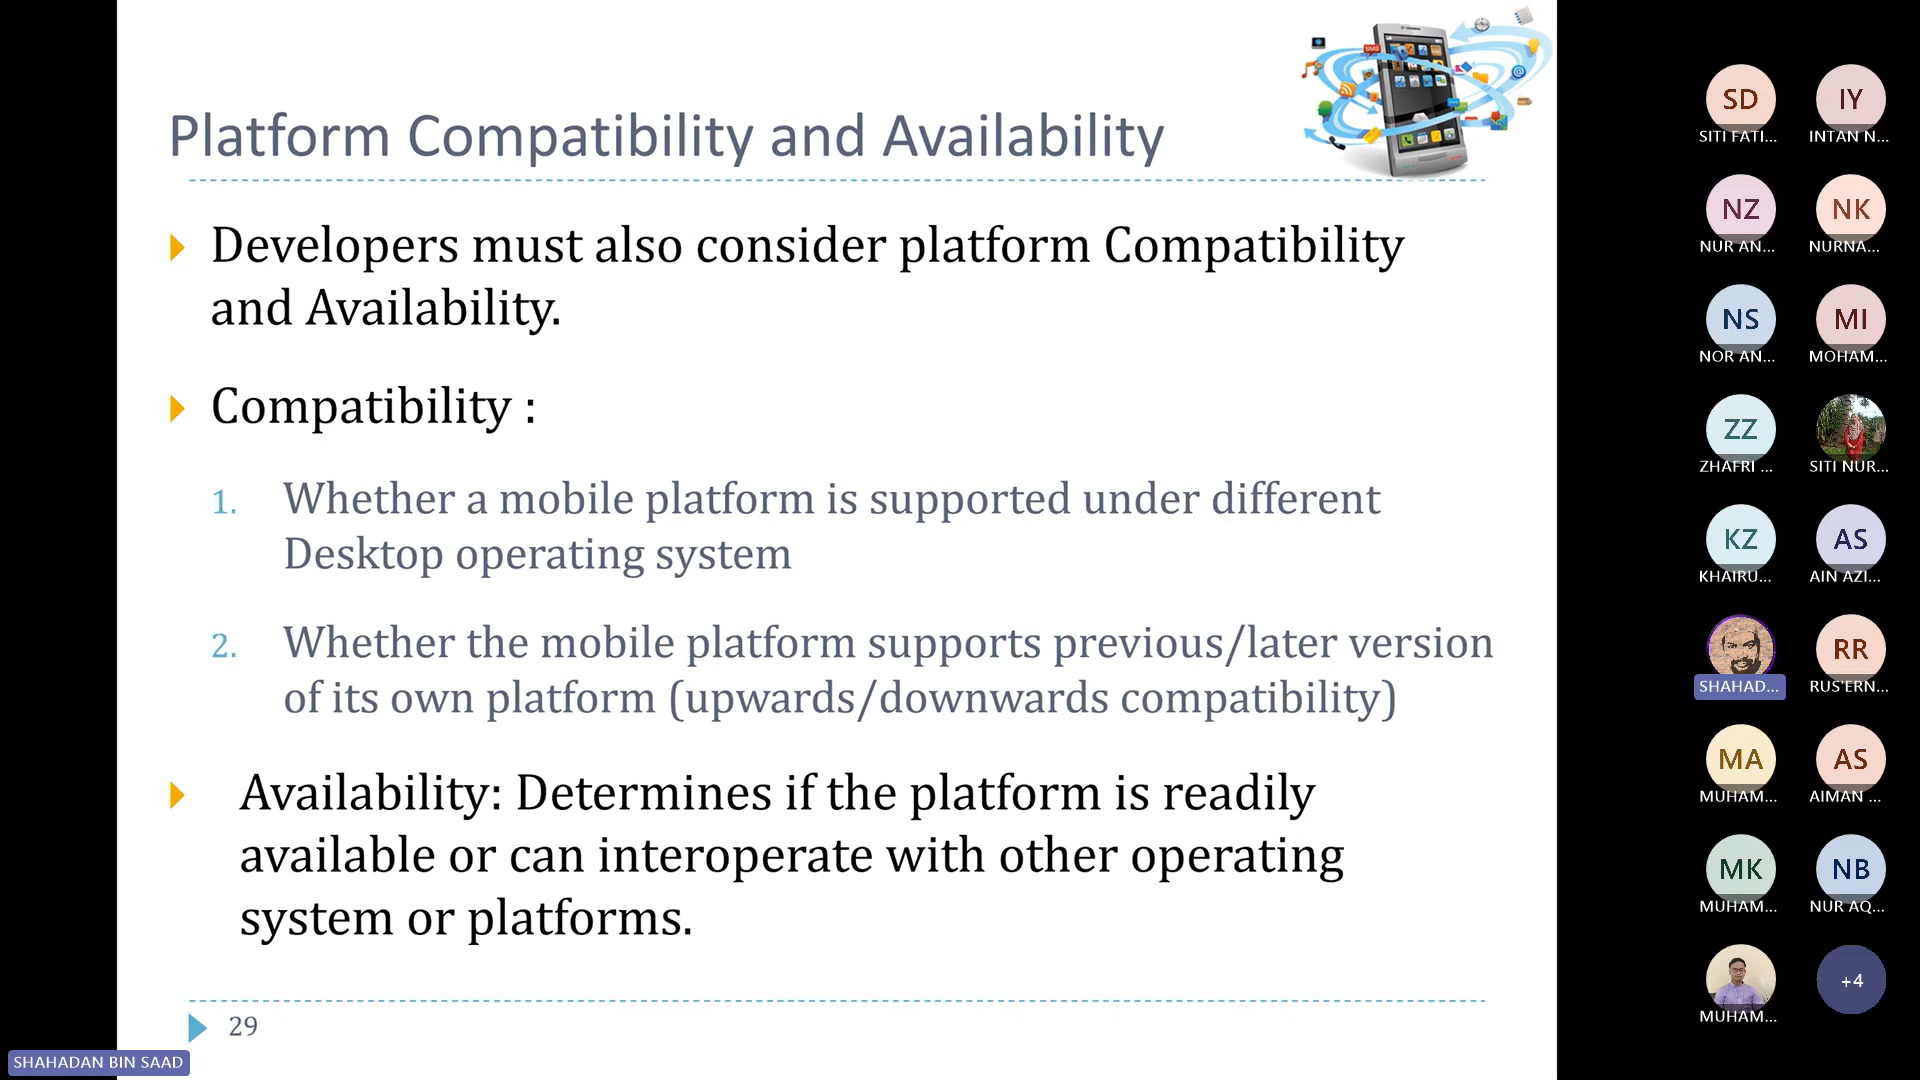 Platform Compatibility and Availability
Developers must also consider platform Compatibility
and Availability.
Compatibility :
1. Whether a mobile platform is supported under different
Desktop operating system
2. Whether the mobile platform supports previous/later version
of its own platform (upwards/downwards compatibility)
Availability: Determines if the platform is readily
available or can interoperate with other operating
system or platforms.
29
SHAHADAN BIN SAAD
SD IY
SITI FATI... INTAN N...
NZ NK
NUR AN... NURNA...
NS MI
NOR AN... MOHAM...
ZZ
ZHAFRI ... SITI NUR...
KZ AS
KHAIRU... AIN AZI...
RR
SHAHAD... RUS'ERN...
MA AS
MUHAM... AIMAN ...
MK NB
MUHAM... NUR AQ...
+4
MUHAM...
SMS